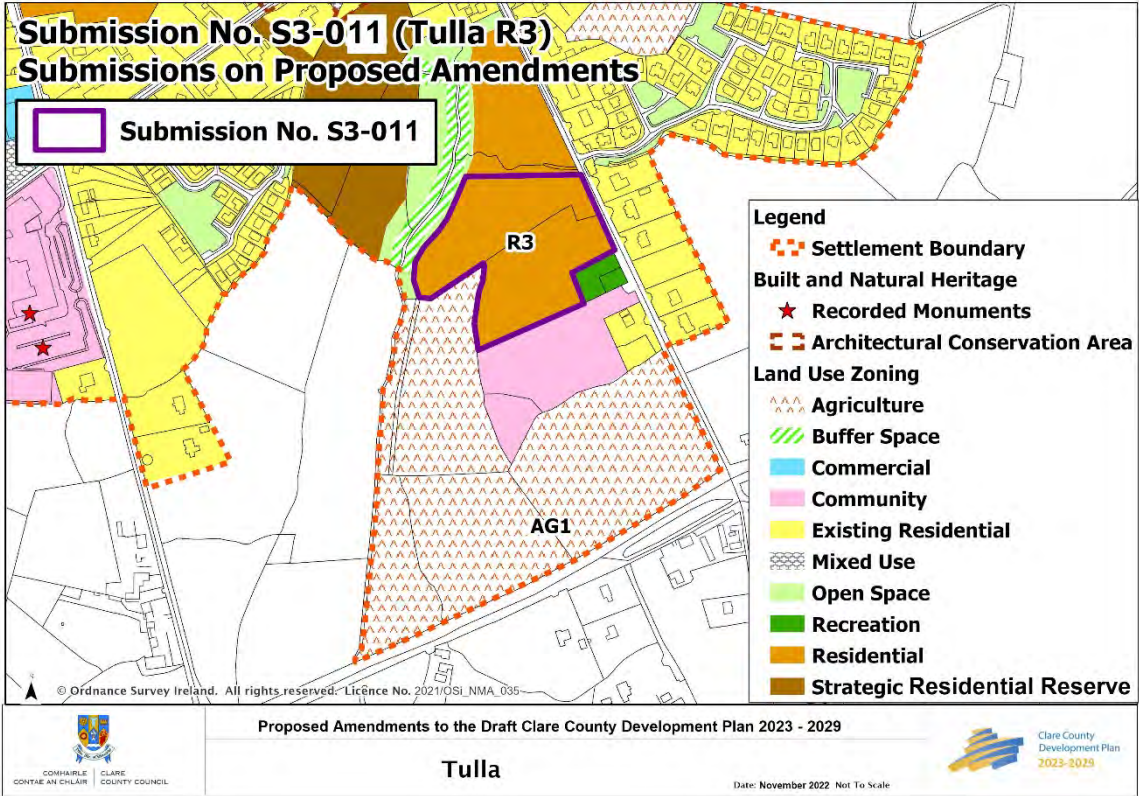 Submission No. S3-011 (Tulla R3)
Submissions on Proposed Amendments
Submission No. S3-011
R3
AG1
Legend
Settlement Boundary
Built and Natural Heritage
Recorded Monuments
Architectural Conservation Area
Land Use Zoning
Agriculture
Buffer Space
Commercial
Community
Existing Residential
Mixed Use
Open Space
Recreation
Residential
Strategic Residential Reserve
© Ordnance Survey Ireland. All rights reserved. Licence No. 2021/OSi_NMA_035
COMHAIRLE CONTAE AN CHLÁIR
CLARE COUNTY COUNCIL
Proposed Amendments to the Draft Clare County Development Plan 2023 - 2029
Tulla
Date: November 2022 Not To Scale
Clare County
Development Plan
2023-2029